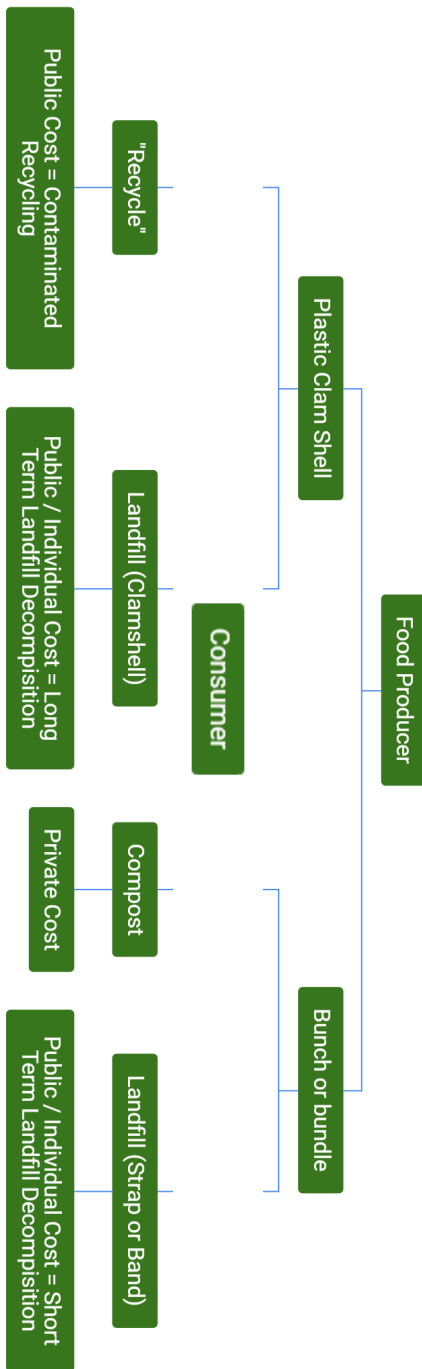 Food Producer
Plastic Clam Shell
Bunch or bundle
Consumer
"Recycle"
Landfill (Clamshell)
Compost
Landfill (Strap or Band)
Public Cost = Contaminated
Recycling
Public / Individual Cost = Long
Term Landfill Decompisition
Private Cost
Public / Individual Cost = Short
Term Landfill Decompisition